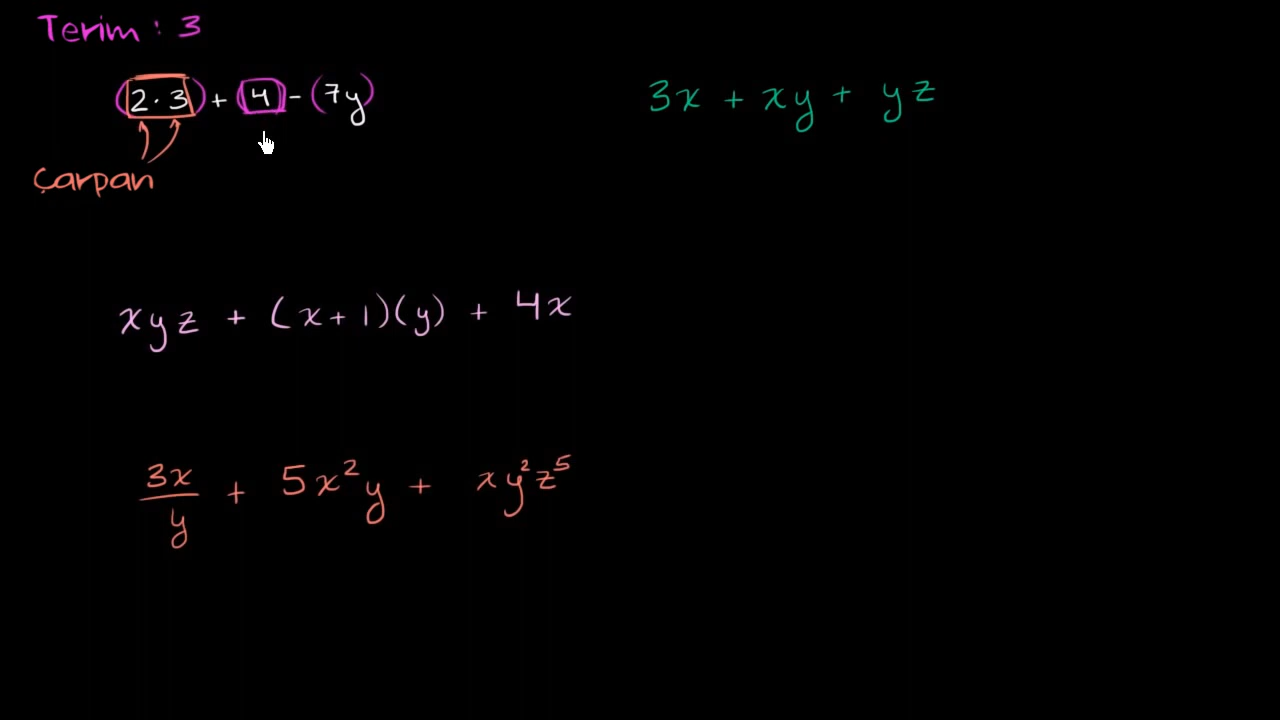 Terim : 3
(2·3) + (4) - (7y)
3x + xy + yz
çarpan
xyz + (x+1)(y) + 4x
3x/y + 5x²y + xy²z⁵